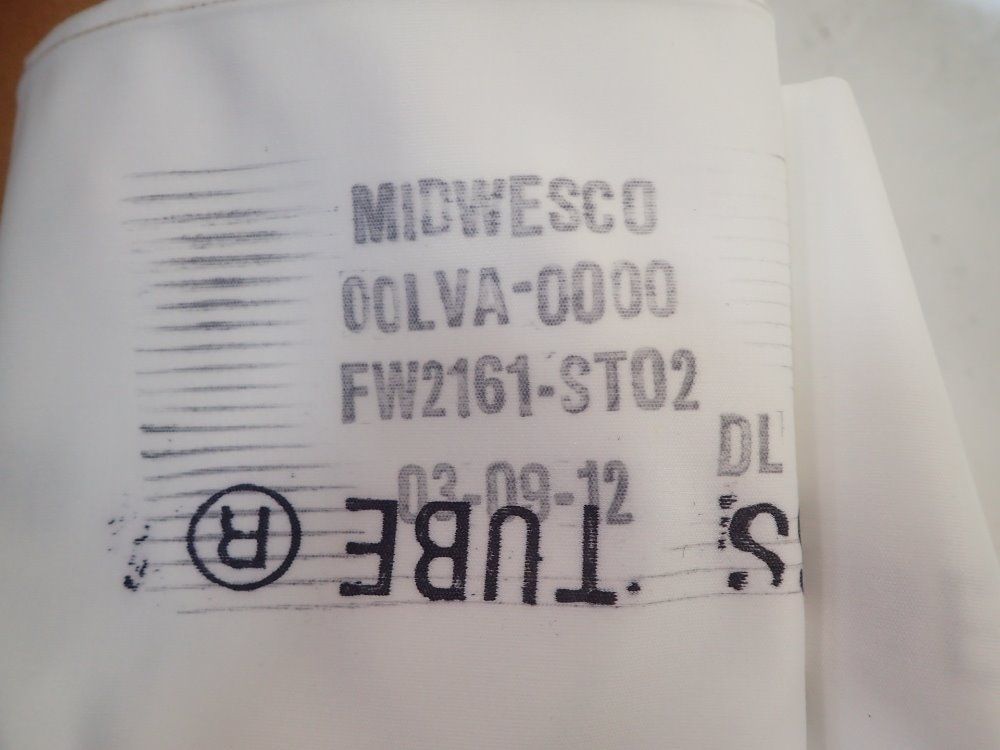 MIDWESCO
00LVA-0000
FW2161-ST02
DL
03-09-12
S TUBE ®